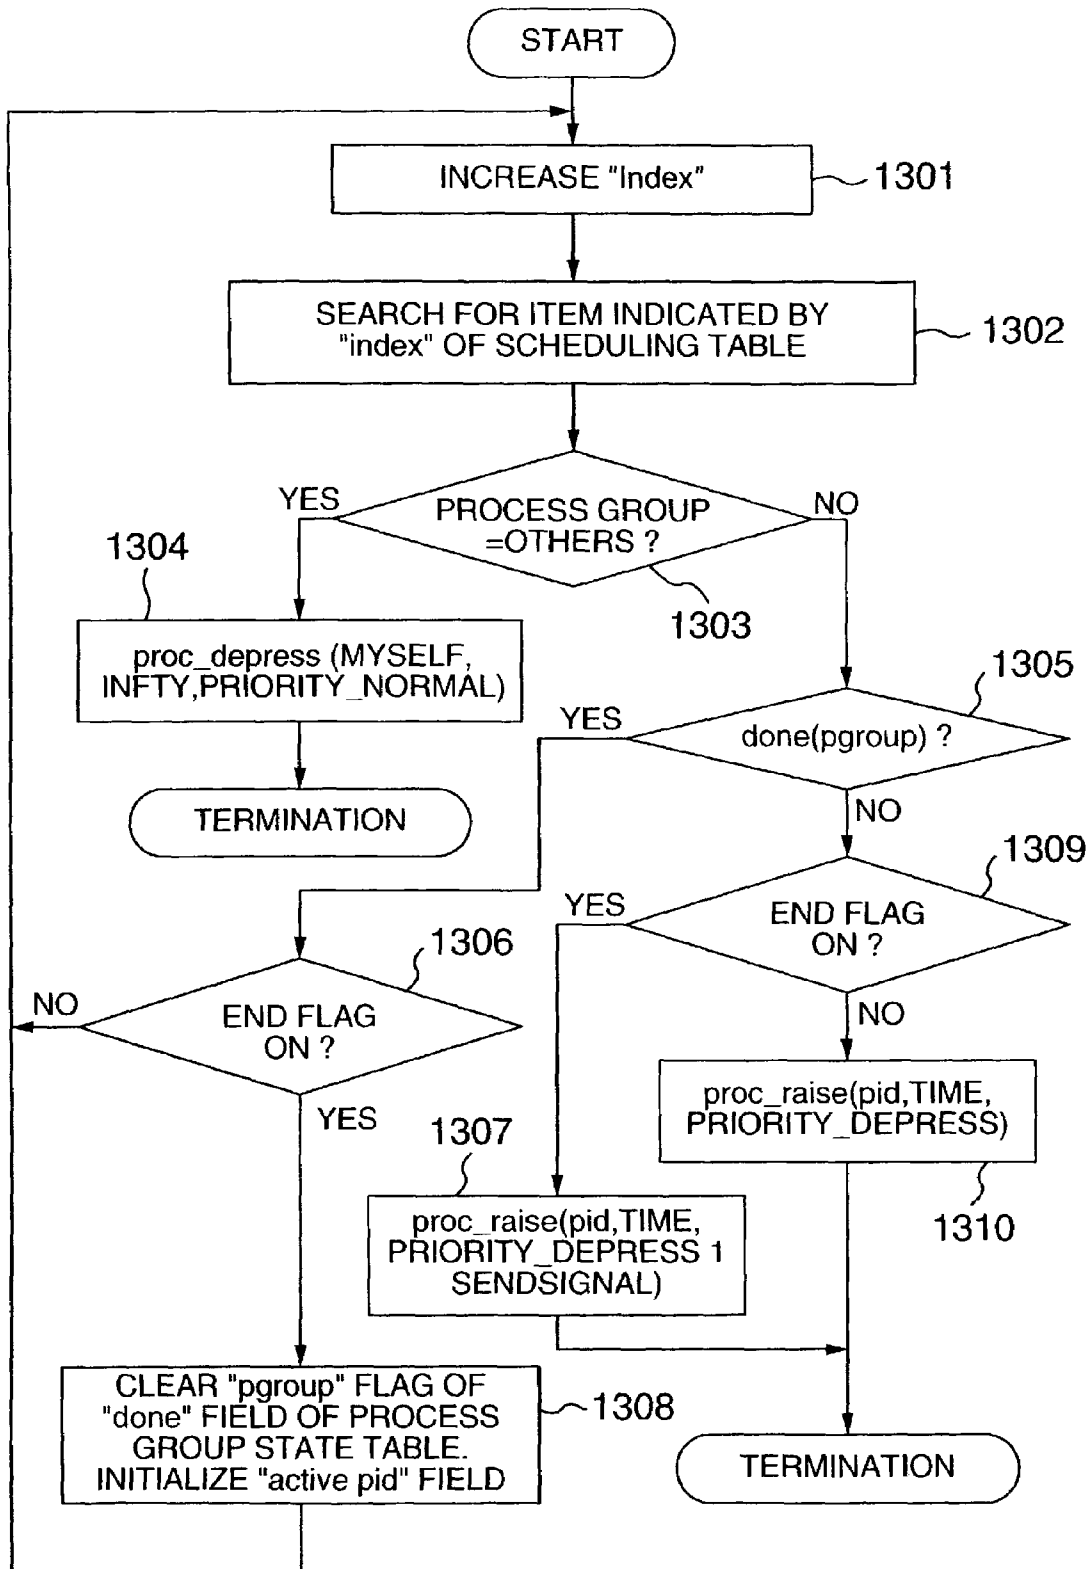 START
INCREASE "Index"
1301
SEARCH FOR ITEM INDICATED BY
"index" OF SCHEDULING TABLE
1302
YES
PROCESS GROUP
=OTHERS ?
NO
1303
1304
proc_depress (MYSELF,
INFTY,PRIORITY_NORMAL)
TERMINATION
1305
YES
done(pgroup) ?
NO
1309
YES
END FLAG
ON ?
NO
1306
NO
END FLAG
ON ?
YES
proc_raise(pid,TIME,
PRIORITY_DEPRESS)
1310
1307
proc_raise(pid,TIME,
PRIORITY_DEPRESS 1
SENDSIGNAL)
CLEAR "pgroup" FLAG OF
"done" FIELD OF PROCESS
GROUP STATE TABLE.
INITIALIZE "active pid" FIELD
1308
TERMINATION